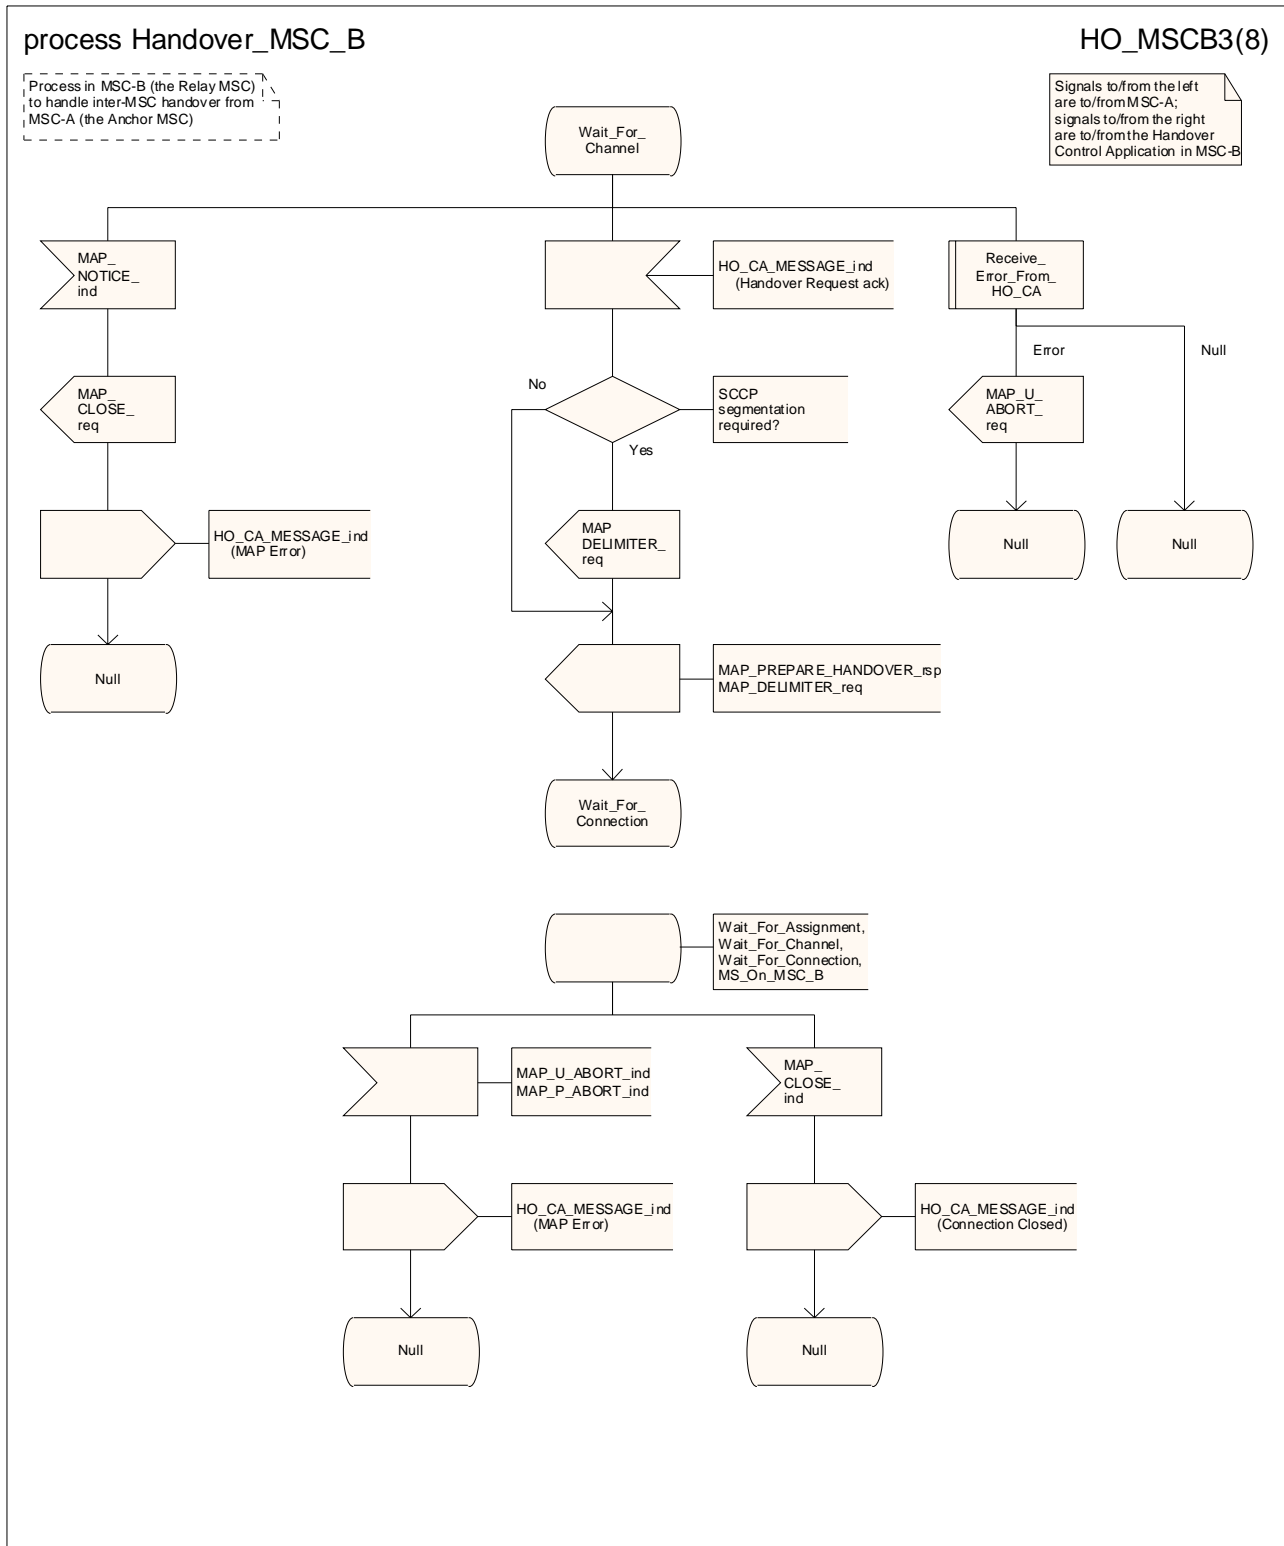 process Handover_MSC_B
HO_MSCB3(8)
Process in MSC-B (the Relay MSC)
to handle inter-MSC handover from
MSC-A (the Anchor MSC)
Signals to/from the left
are to/from MSC-A;
signals to/from the right
are to/from the Handover
Control Application in MSC-B
Wait_For_
Channel
MAP_
NOTICE_
ind
HO_CA_MESSAGE_ind
(Handover Request ack)
Receive_
Error_From_
HO_CA
Error
Null
MAP_
CLOSE_
req
No
SCCP
segmentation
required?
Yes
MAP_U_
ABORT_
req
HO_CA_MESSAGE_ind
(MAP Error)
MAP
DELIMITER_
req
Null
Null
Null
MAP_PREPARE_HANDOVER_rsp
MAP_DELIMITER_req
Wait_For_
Connection
Wait_For_Assignment,
Wait_For_Channel,
Wait_For_Connection,
MS_On_MSC_B
MAP_U_ABORT_ind
MAP_P_ABORT_ind
MAP_
CLOSE_
ind
HO_CA_MESSAGE_ind
(MAP Error)
HO_CA_MESSAGE_ind
(Connection Closed)
Null
Null